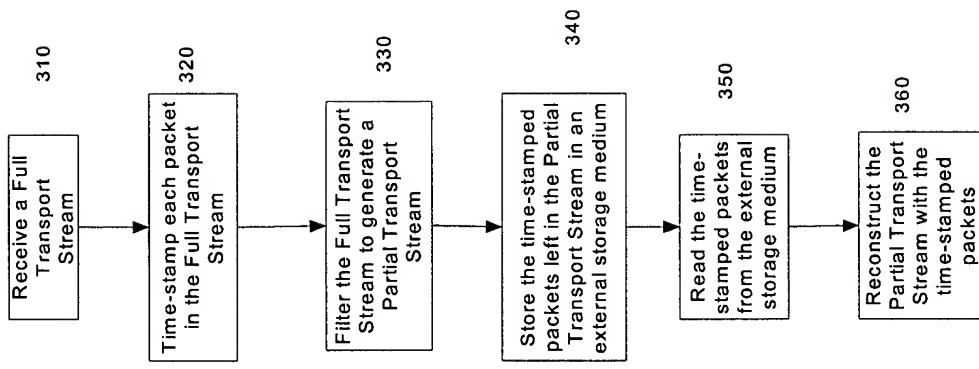 310
Receive a Full
Transport
Stream
320
Time-stamp each packet
in the Full Transport
Stream
330
Filter the Full Transport
Stream to generate a
Partial Transport
Stream
340
Store the time-stamped
packets left in the Partial
Transport Stream in an
external storage medium
350
Read the time-
stamped packets
from the external
storage medium
360
Reconstruct the
Partial Transport
Stream with the
time-stamped
packets